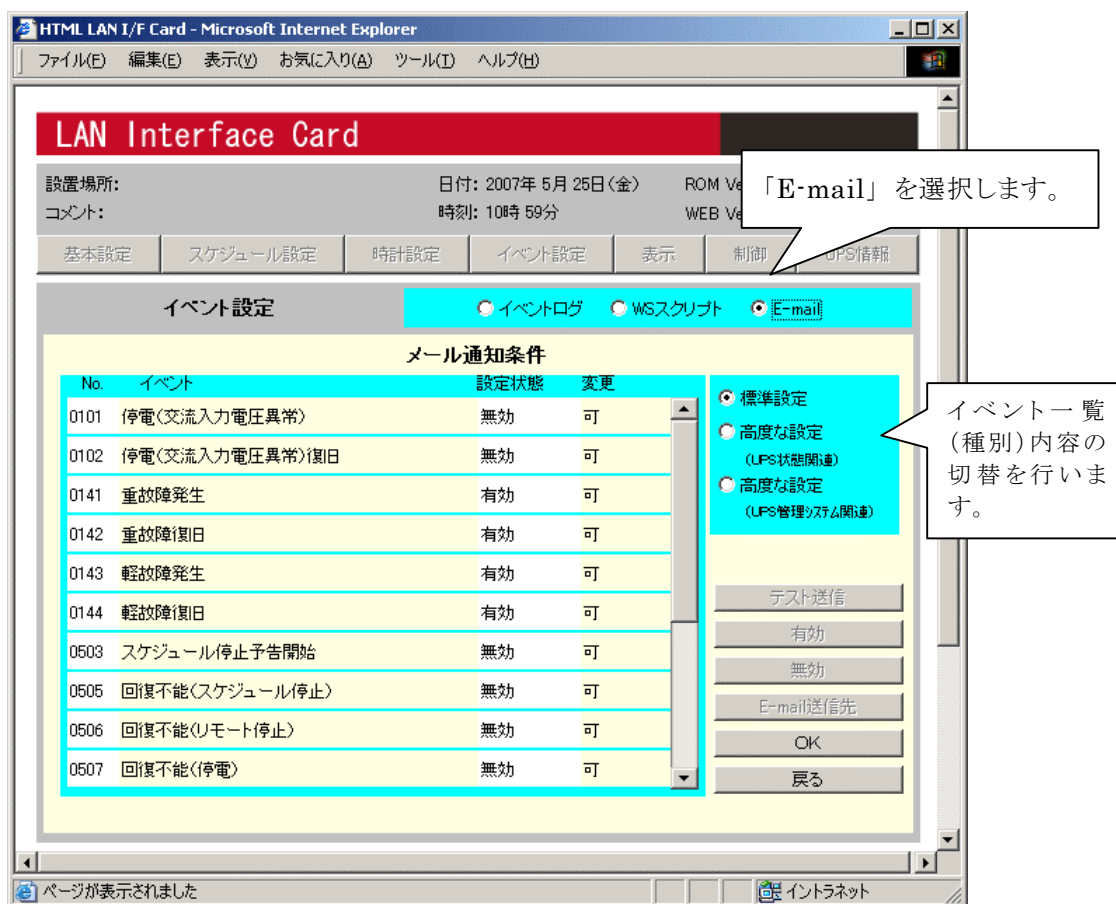 HTML LAN I/F Card - Microsoft Internet Explorer
ファイル(F) 編集(E) 表示(V) お気に入り(A) ツール(T) ヘルプ(H)
LAN Interface Card
設置場所: 日付: 2007年 5月 25日(金) ROM Ve
コメント: 時刻: 10時 59分 WEB Ve
「E-mail」を選択します。
基本設定 スケジュール設定 時計設定 イベント設定 表示 制御 UPS情報
イベント設定 イベントログ WSスクリプト E-mail
メール通知条件
No. イベント 設定状態 変更
0101 停電(交流入力電圧異常) 無効 可
0102 停電(交流入力電圧異常)復旧 無効 可
0141 重故障発生 有効 可
0142 重故障復旧 有効 可
0143 軽故障発生 有効 可
0144 軽故障復旧 有効 可
0503 スケジュール停止予告開始 無効 可
0505 回復不能(スケジュール停止) 無効 可
0506 回復不能(リモート停止) 無効 可
0507 回復不能(停電) 無効 可
標準設定
高度な設定
(UPS状態関連)
高度な設定
(UPS管理システム関連)
イベント一覧
(種別)内容の
切替を行いま
す。
テスト送信
有効
無効
E-mail送信先
OK
戻る
ページが表示されました イントラネット